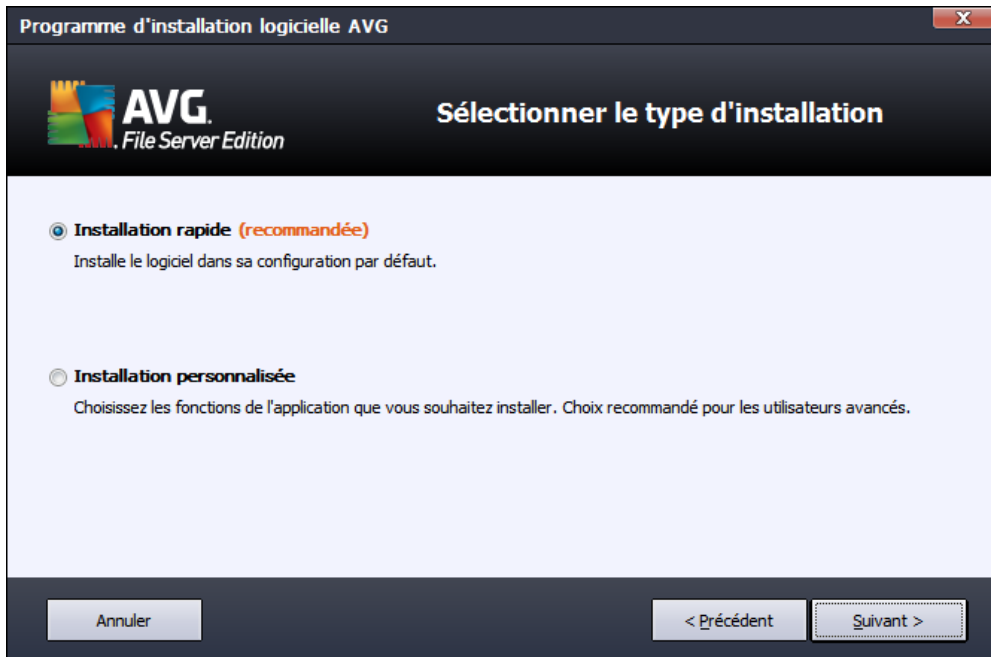 Programme d'installation logicielle AVG
AVG.
File Server Edition
Sélectionner le type d'installation
Installation rapide (recommandée)
Installe le logiciel dans sa configuration par défaut.
Installation personnalisée
Choisissez les fonctions de l'application que vous souhaitez installer. Choix recommandé pour les utilisateurs avancés.
Annuler
< Précédent
Suivant >